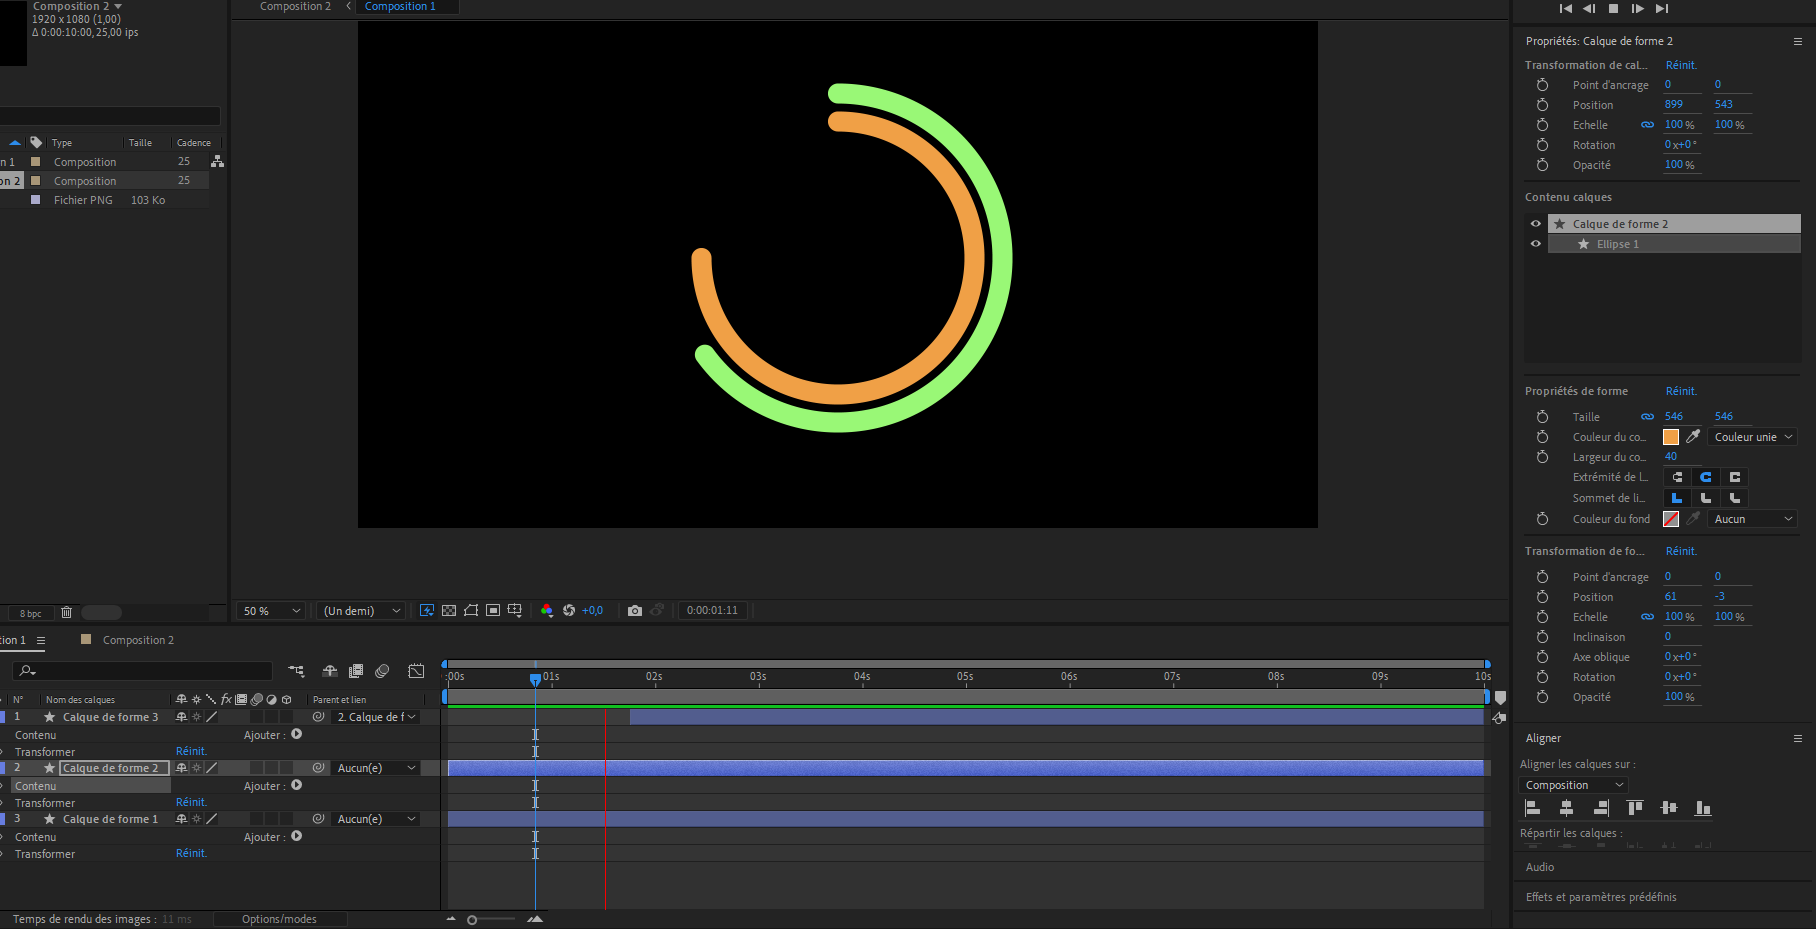 Composition 2
1920 x 1080 (1,00)
Δ 0:00:10:00, 25,00 ips
Composition 2 Composition 1
Type Taille Cadence
n 1 Composition 25
on 2 Composition 25
Fichier PNG 103 Ko
8 bpc
50 % (Un demi) +0,0 0:00:01:11
Propriétés: Calque de forme 2
Transformation de cal... Réinit.
Point d'ancrage 0 0
Position 899 543
Echelle 100 % 100 %
Rotation 0 x+0 °
Opacité 100 %
Contenu calques
Calque de forme 2
Ellipse 1
Propriétés de forme Réinit.
Taille 546 546
Couleur du co... Couleur unie
Largeur du co... 40
Extrémité de l...
Sommet de li...
Couleur du fond Aucun
Transformation de fo... Réinit.
Point d'ancrage 0 0
Position 61 -3
Echelle 100 % 100 %
Inclinaison 0
Axe oblique 0 x+0 °
Rotation 0 x+0 °
Opacité 100 %
Aligner
Aligner les calques sur :
Composition
Répartir les calques :
Audio
Effets et paramètres prédéfinis
tion 1 Composition 2
:00s 01s 02s 03s 04s 05s 06s 07s 08s 09s 10s
N° Nom des calques fx Parent et lien
1 Calque de forme 3 2. Calque de f
Contenu Ajouter :
Transformer Réinit.
2 Calque de forme 2 Aucun(e)
Contenu Ajouter :
Transformer Réinit.
3 Calque de forme 1 Aucun(e)
Contenu Ajouter :
Transformer Réinit.
Temps de rendu des images : 11 ms Options/modes